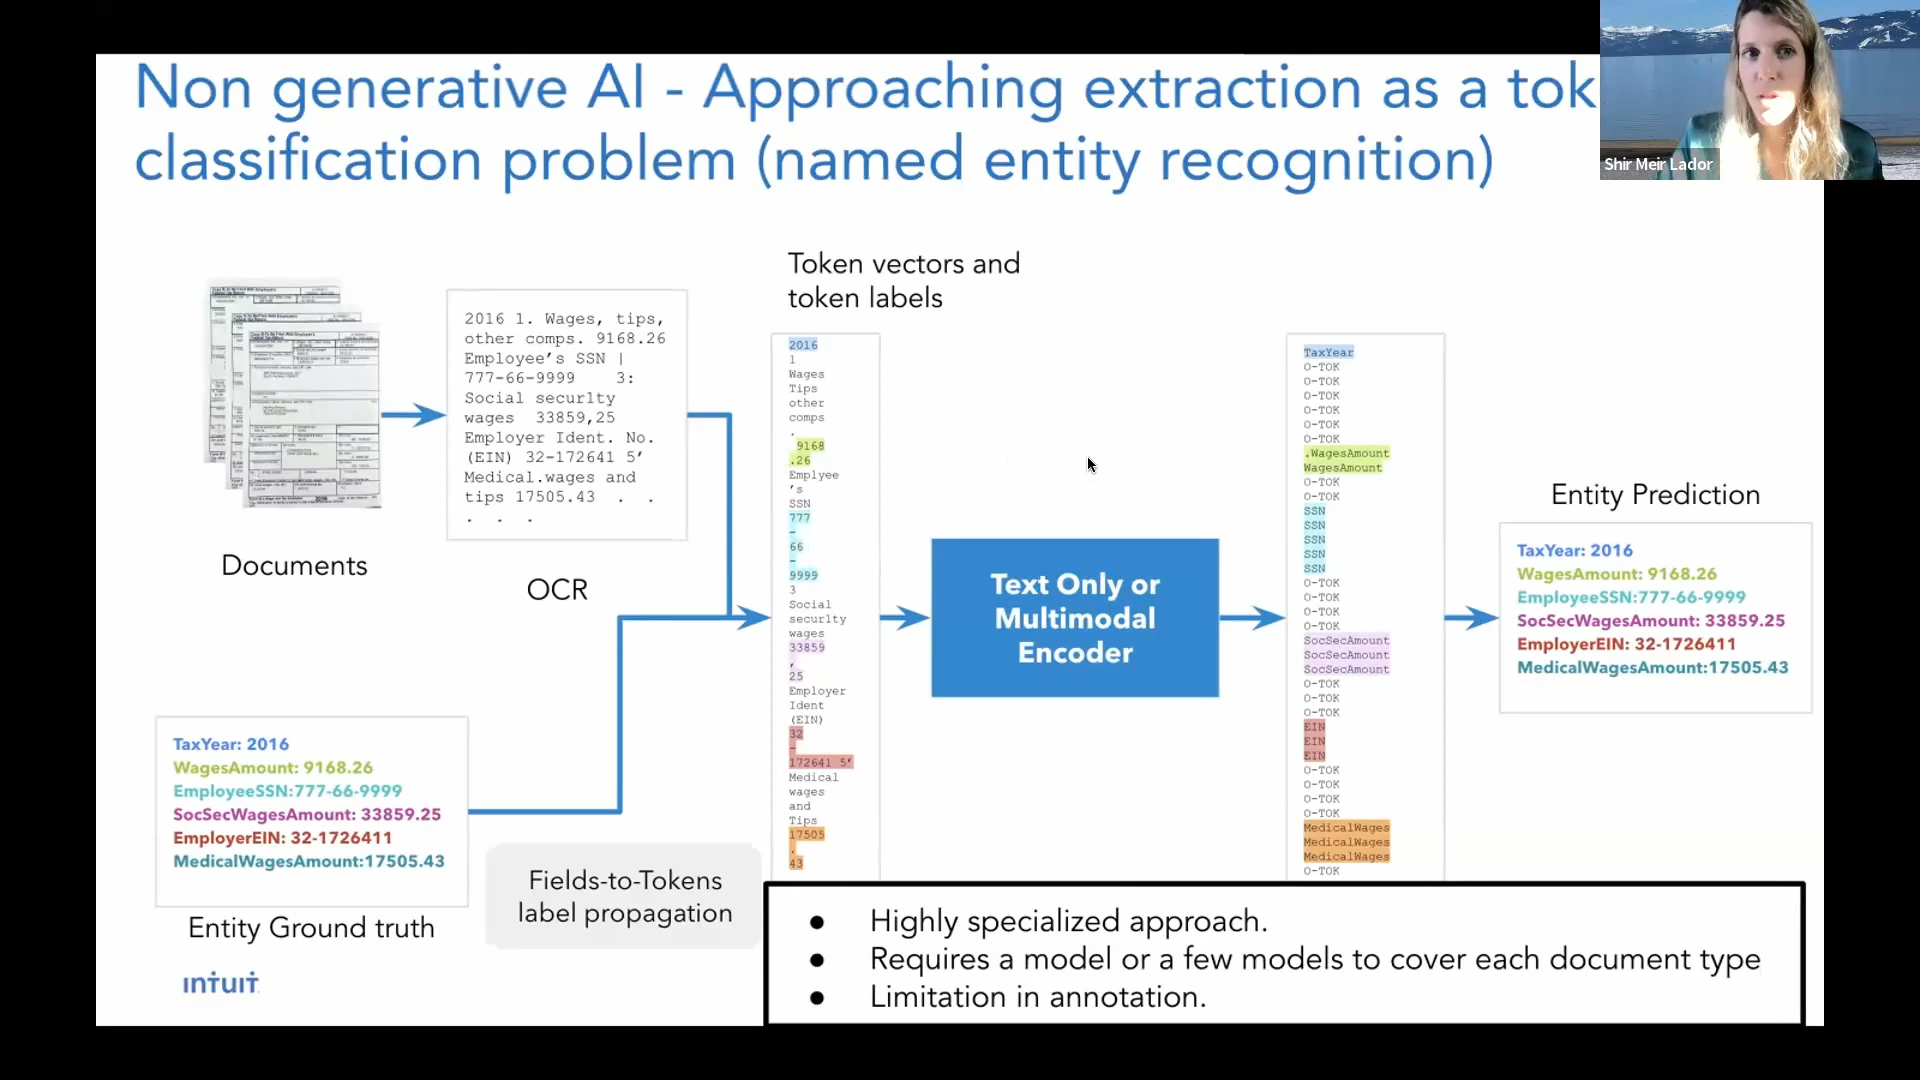 Non generative AI - Approaching extraction as a tok
classification problem (named entity recognition)
Shir Meir Lador
Token vectors and
token labels
2016 1. Wages, tips,
other comps. 9168.26
Employee’s SSN |
777-66-9999 3:
Social securlty
wages 33859,25
Employer Ident. No.
(EIN) 32-172641 5’
Medical.wages and
tips 17505.43 . .
. . .
Documents
OCR
2016
1
Wages
Tips
other
comps
.
9168
.26
Emplyee
’s
SSN
777
-
66
-
9999
3
Social
securlty
wages
33859
,
25
Employer
Ident
(EIN)
32
-
172641 5’
Medical
wages
and
Tips
17505
.
43
Text Only or
Multimodal
Encoder
TaxYear
O-TOK
O-TOK
O-TOK
O-TOK
O-TOK
O-TOK
.WagesAmount
WagesAmount
O-TOK
O-TOK
SSN
SSN
SSN
SSN
SSN
O-TOK
O-TOK
O-TOK
O-TOK
SocSecAmount
SocSecAmount
SocSecAmount
O-TOK
O-TOK
O-TOK
EIN
EIN
EIN
O-TOK
O-TOK
O-TOK
O-TOK
MedicalWages
MedicalWages
MedicalWages
O-TOK
Entity Prediction
TaxYear: 2016
WagesAmount: 9168.26
EmployeeSSN:777-66-9999
SocSecWagesAmount: 33859.25
EmployerEIN: 32-1726411
MedicalWagesAmount:17505.43
TaxYear: 2016
WagesAmount: 9168.26
EmployeeSSN:777-66-9999
SocSecWagesAmount: 33859.25
EmployerEIN: 32-1726411
MedicalWagesAmount:17505.43
Entity Ground truth
Fields-to-Tokens
label propagation
● Highly specialized approach.
● Requires a model or a few models to cover each document type
● Limitation in annotation.
intuit